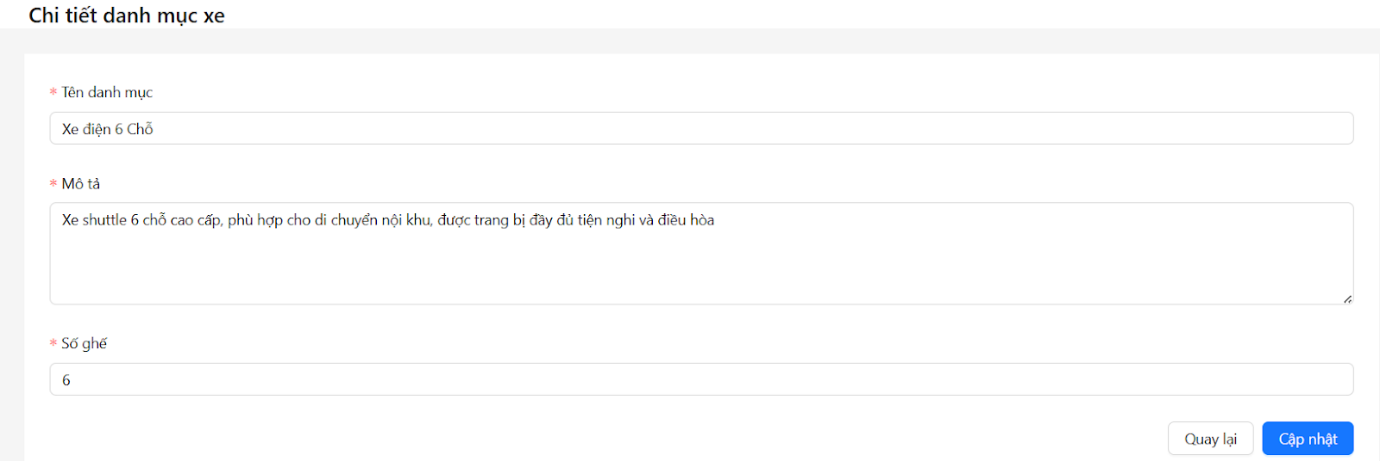 Chi tiết danh mục xe
* Tên danh mục
Xe điện 6 Chỗ
* Mô tả
Xe shuttle 6 chỗ cao cấp, phù hợp cho di chuyển nội khu, được trang bị đầy đủ tiện nghi và điều hòa
* Số ghế
6
Quay lại Cập nhật